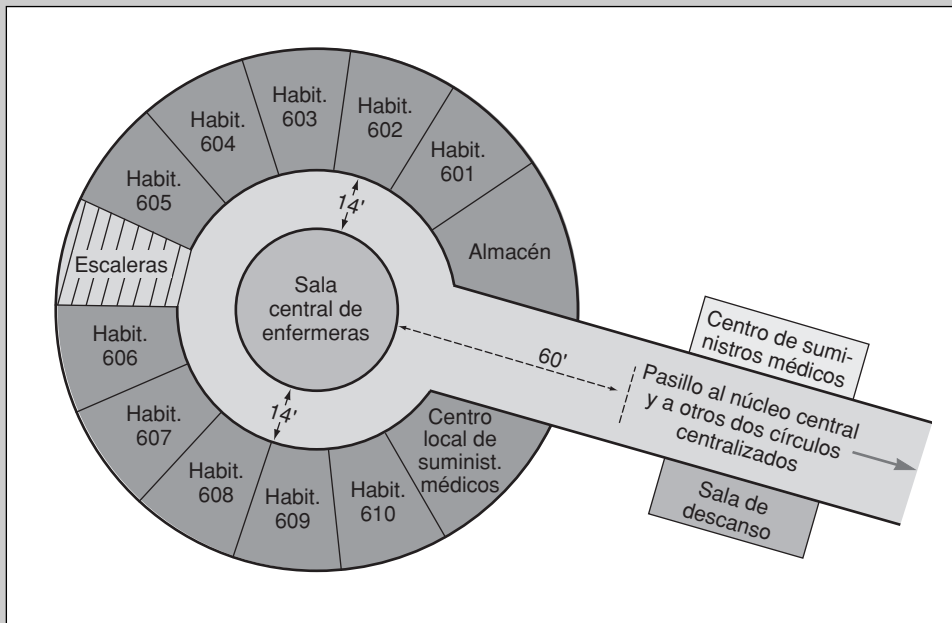 Habit.
603
Habit.
602
Habit.
604
Habit.
601
Habit.
605
14'
Almacén
Escaleras
Sala
central de
enfermeras
Centro de sumi-
nistros médicos
60'
Habit.
606
Pasillo al núcleo central
y a otros dos círculos
centralizados
14'
Habit.
607
Centro
local de
suminist.
médicos
Habit.
608
Habit.
609
Habit.
610
Sala de
descanso